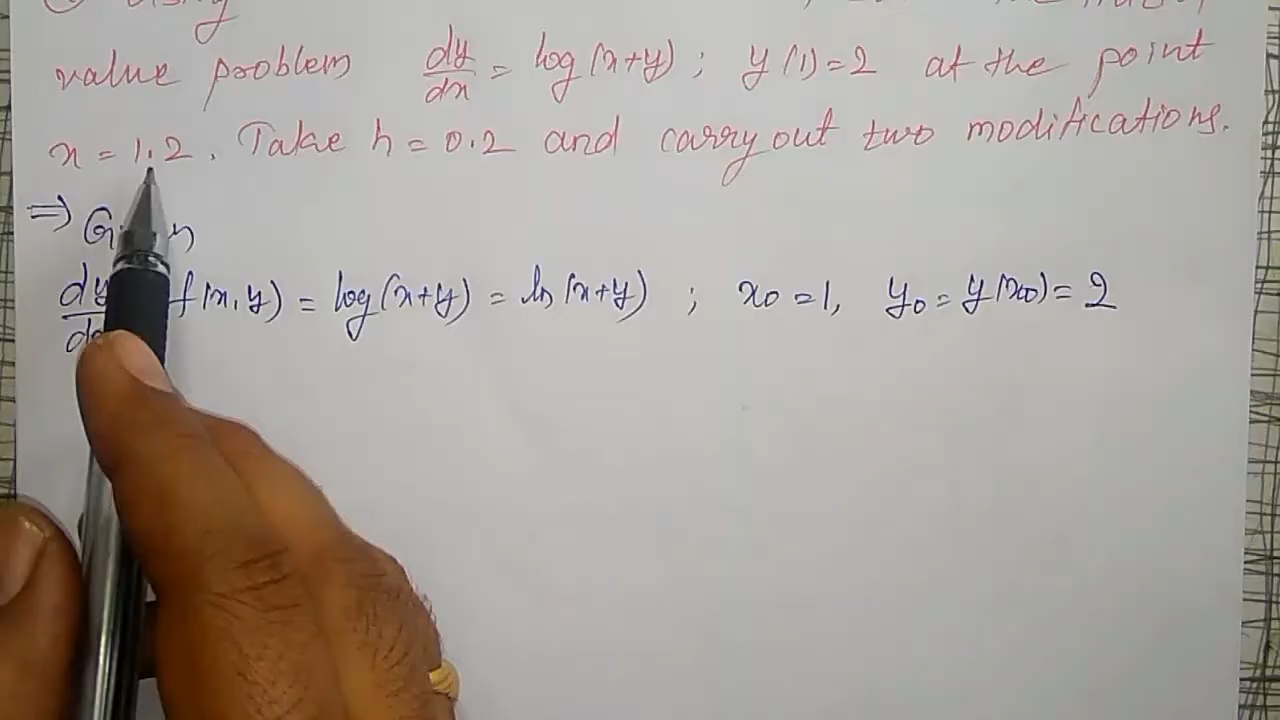 value problem dy/dx = log(x+y) ; y(1)=2 at the point
x = 1.2. Take h = 0.2 and carry out two modifications.
⇒
f(x,y) = log(x+y) = ln(x+y) ; x0 = 1, y0 = y(x0) = 2